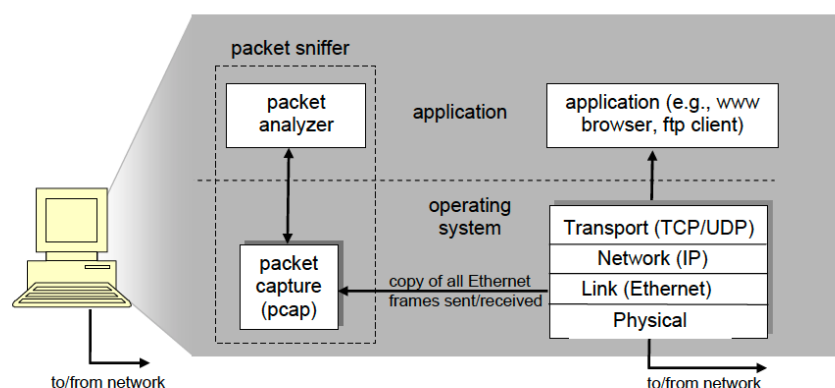 packet sniffer
packet
analyzer
application
application (e.g., www
browser, ftp client)
operating
system
packet
capture
(pcap)
copy of all Ethernet
frames sent/received
Transport (TCP/UDP)
Network (IP)
Link (Ethernet)
Physical
to/from network
to/from network